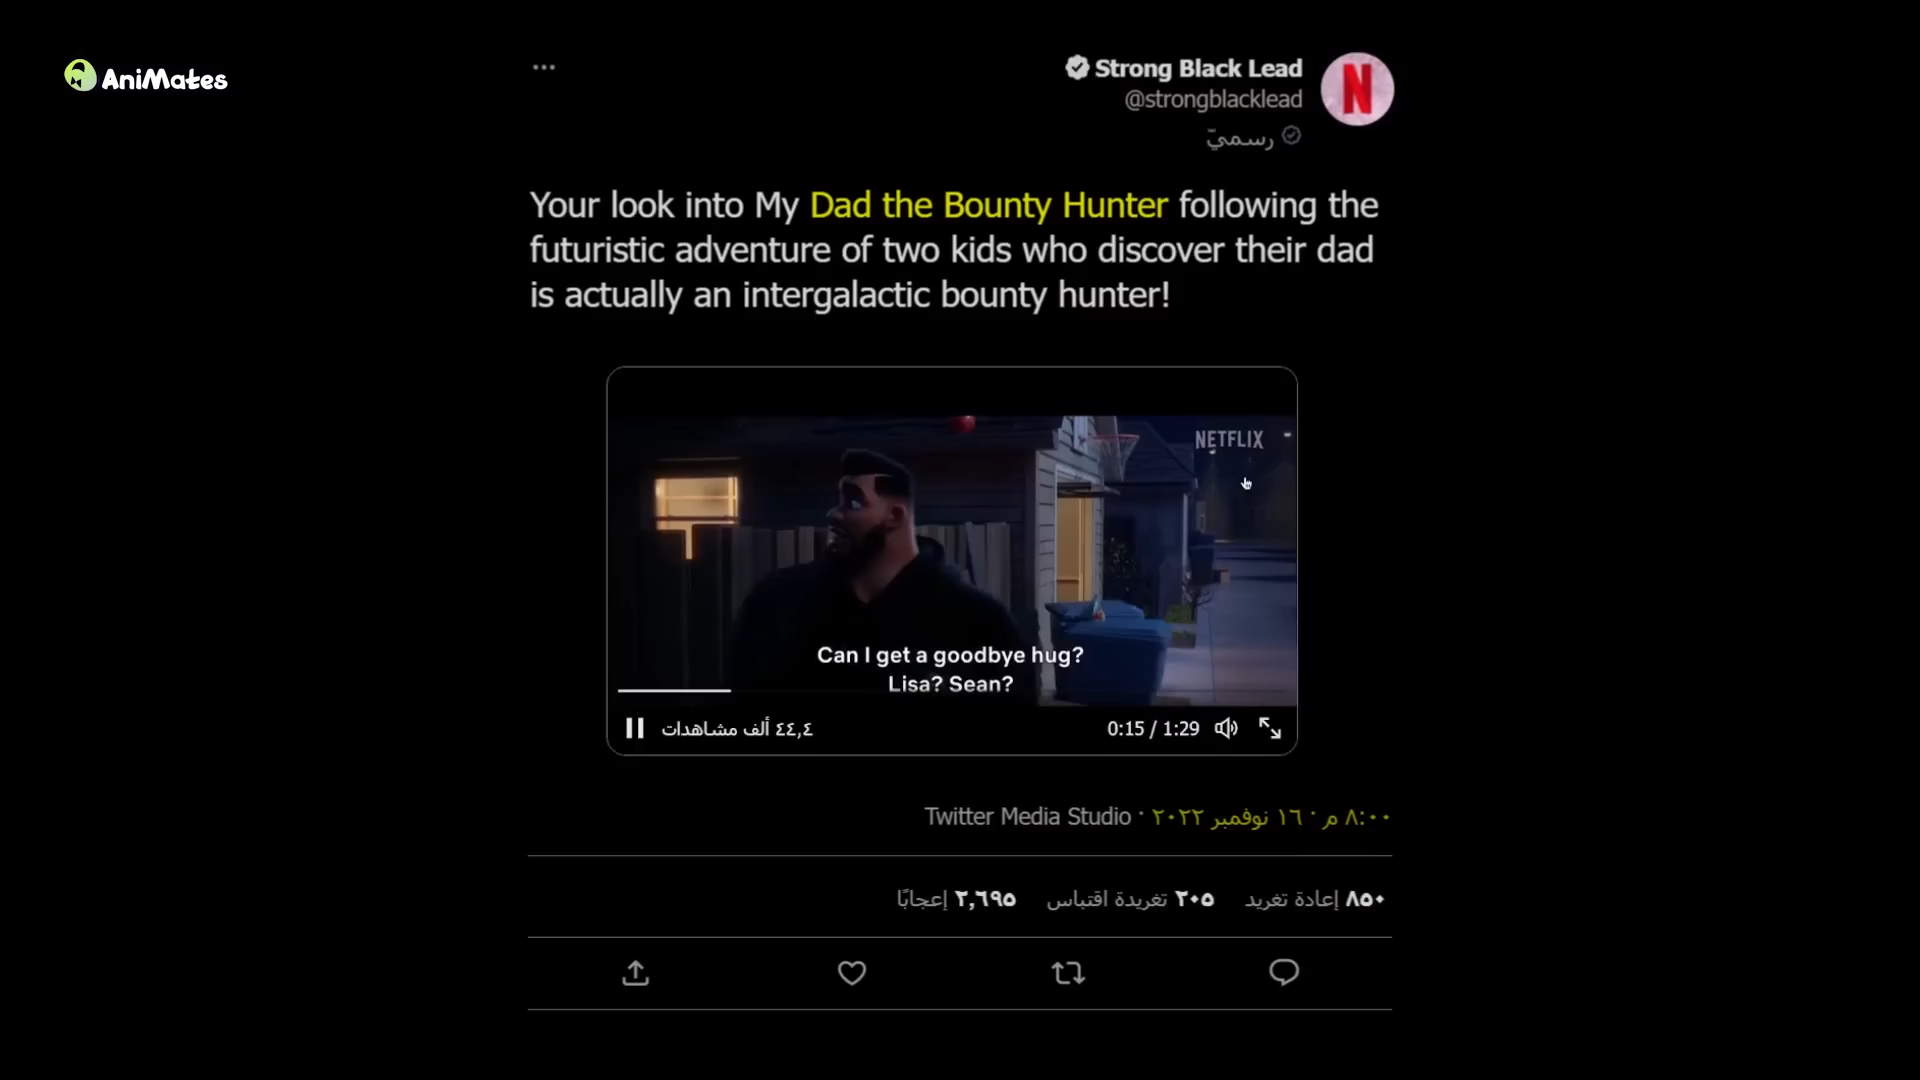 AniMates
Strong Black Lead
@strongblacklead
رسميّ
Your look into My Dad the Bounty Hunter following the
futuristic adventure of two kids who discover their dad
is actually an intergalactic bounty hunter!
NETFLIX
Can I get a goodbye hug?
Lisa? Sean?
٤٤,٤ ألف مشاهدات
0:15 / 1:29
٨:٠٠ م · ١٦ نوفمبر ٢٠٢٢ · Twitter Media Studio
٨٥٠ إعادة تغريد ٢٠٥ تغريدة اقتباس ٢,٦٩٥ إعجابًا